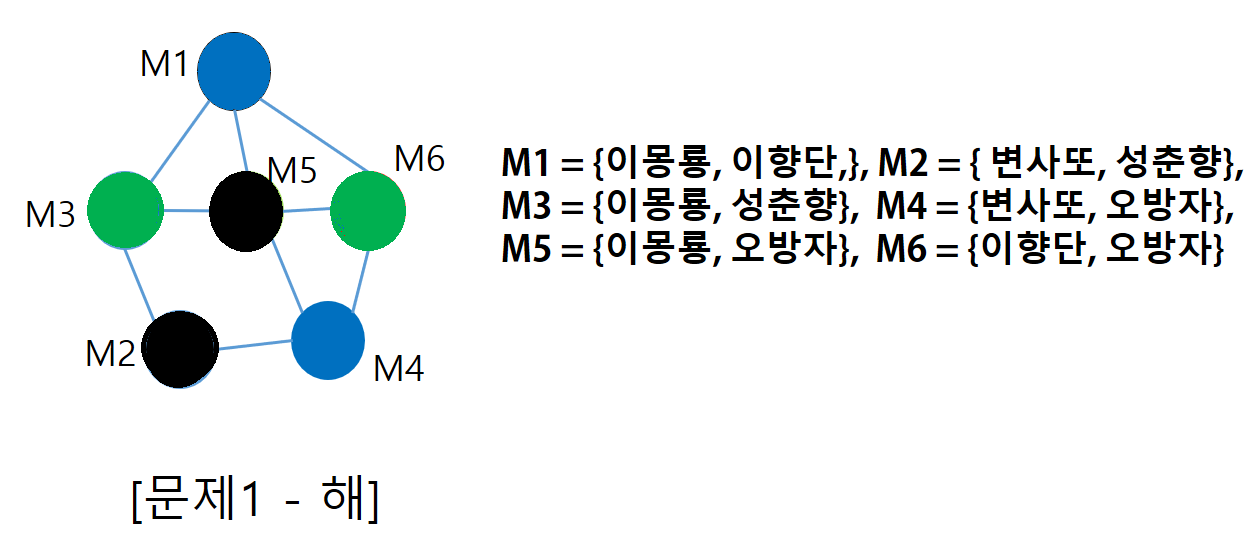 M1
M5
M6
M3
M2
M4
M1 = {이몽룡, 이향단,}, M2 = { 변사또, 성춘향},
M3 = {이몽룡, 성춘향}, M4 = {변사또, 오방자},
M5 = {이몽룡, 오방자}, M6 = {이향단, 오방자}
[문제1 - 해]